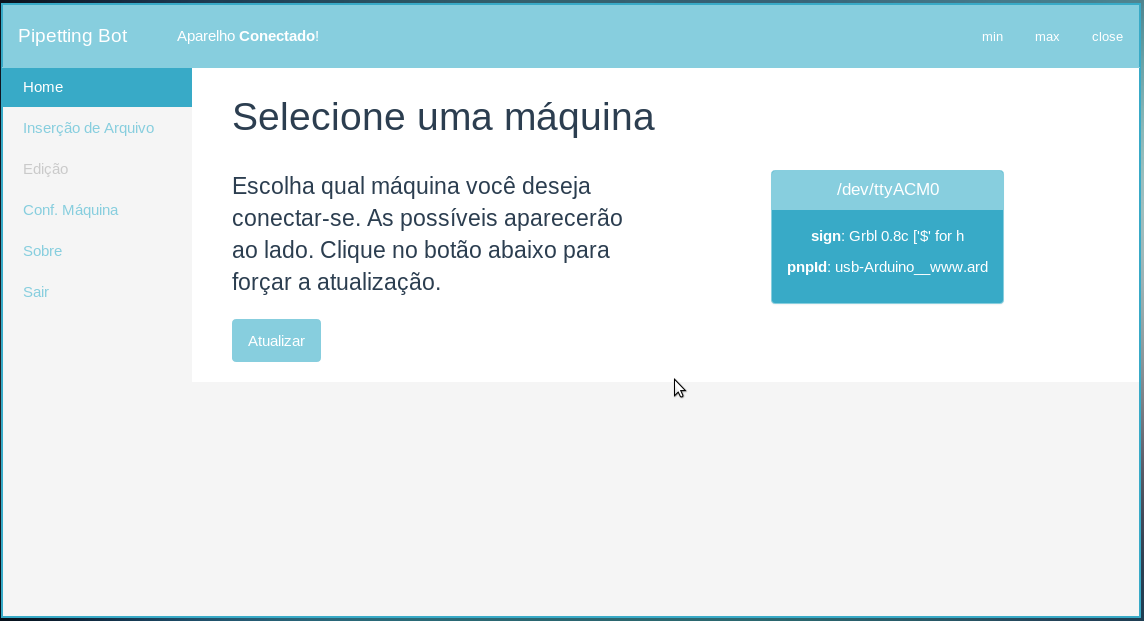 Pipetting Bot
Aparelho Conectado!
min
max
close
Home
Inserção de Arquivo
Edição
Conf. Máquina
Sobre
Sair
Selecione uma máquina
Escolha qual máquina você deseja
conectar-se. As possíveis aparecerão
ao lado. Clique no botão abaixo para
forçar a atualização.
Atualizar
/dev/ttyACM0
sign: Grbl 0.8c ['$' for h
pnpId: usb-Arduino__www.ard